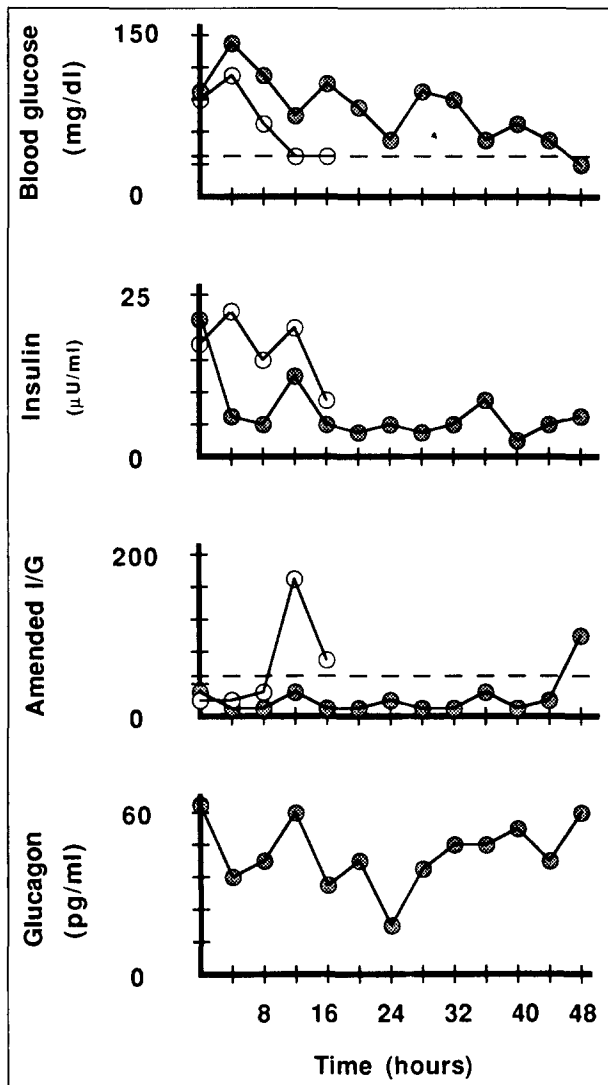 Blood glucose
(mg/dl)
150
0
Insulin
(μU/ml)
25
0
Amended I/G
200
0
Glucagon
(pg/ml)
60
0
8 16 24 32 40 48
Time (hours)